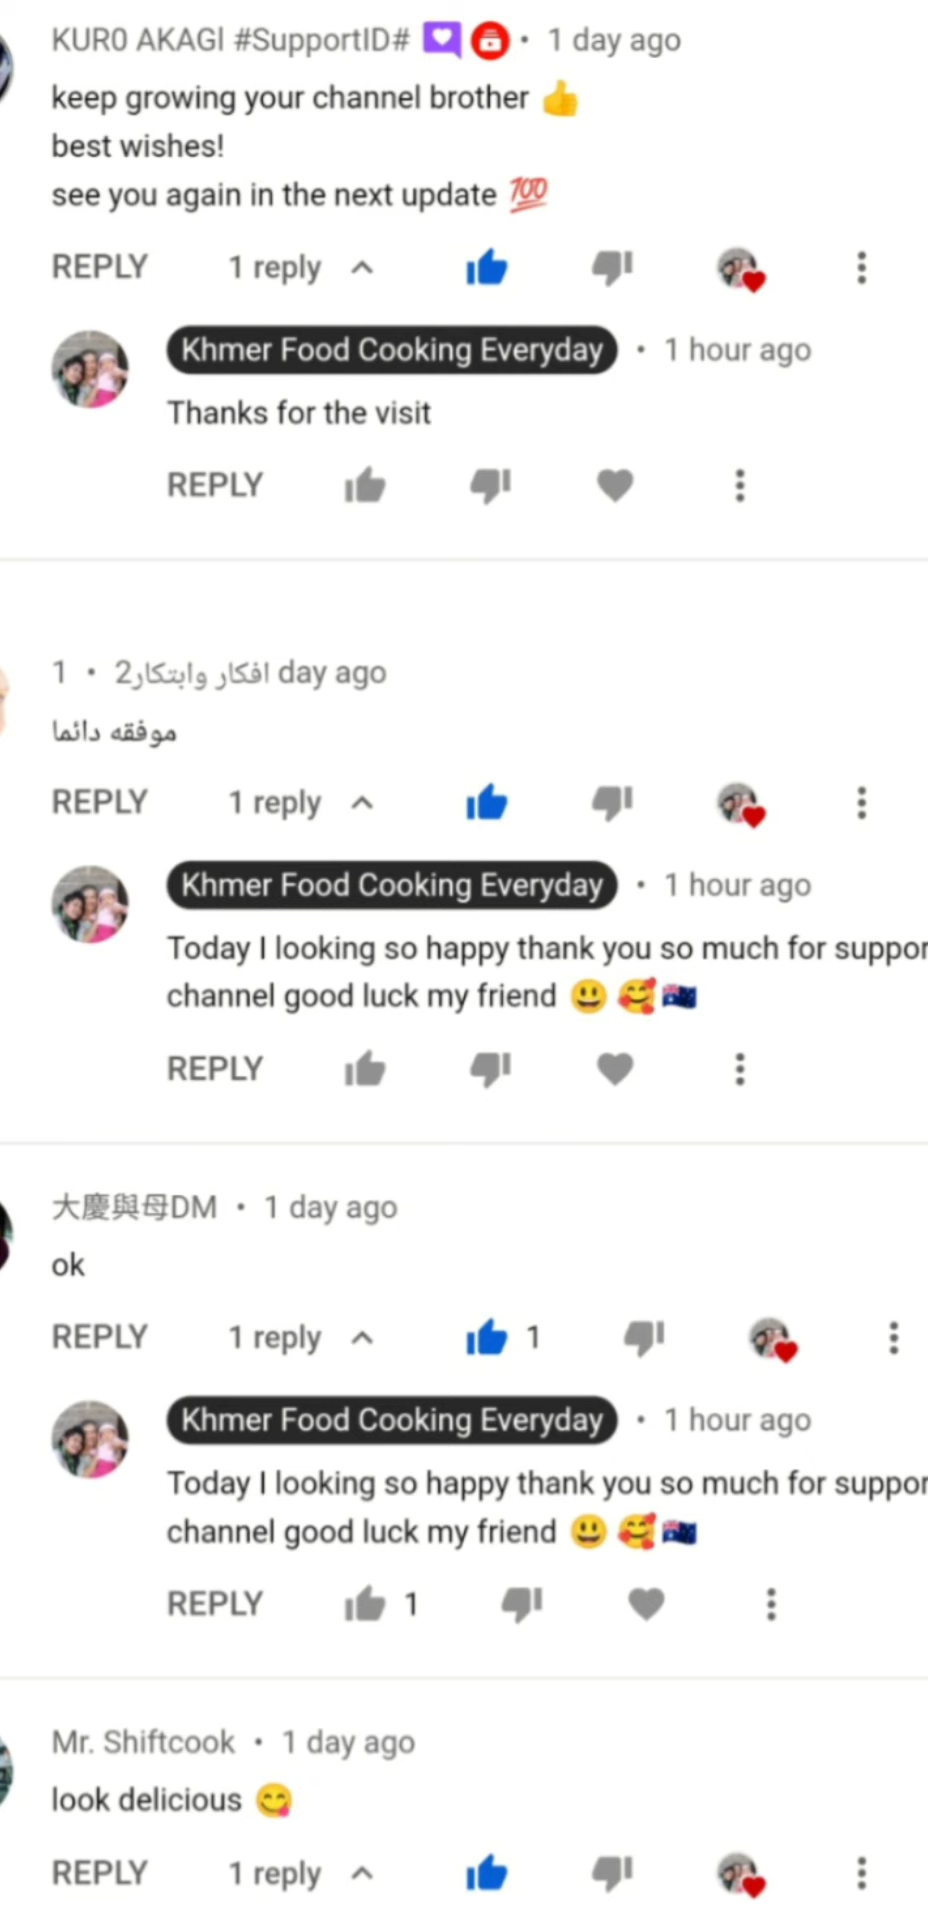 KUR0 AKAGI #SupportID# • 1 day ago
keep growing your channel brother 👍
best wishes!
see you again in the next update 💯
REPLY 1 reply
Khmer Food Cooking Everyday • 1 hour ago
Thanks for the visit
REPLY
1 • 2افكار وابتكار day ago
موفقه دائما
REPLY 1 reply
Khmer Food Cooking Everyday • 1 hour ago
Today I looking so happy thank you so much for suppor
channel good luck my friend 😃 🥰 🇦🇺
REPLY
大慶與母DM • 1 day ago
ok
REPLY 1 reply 1
Khmer Food Cooking Everyday • 1 hour ago
Today I looking so happy thank you so much for suppor
channel good luck my friend 😃 🥰 🇦🇺
REPLY 1
Mr. Shiftcook • 1 day ago
look delicious 😋
REPLY 1 reply